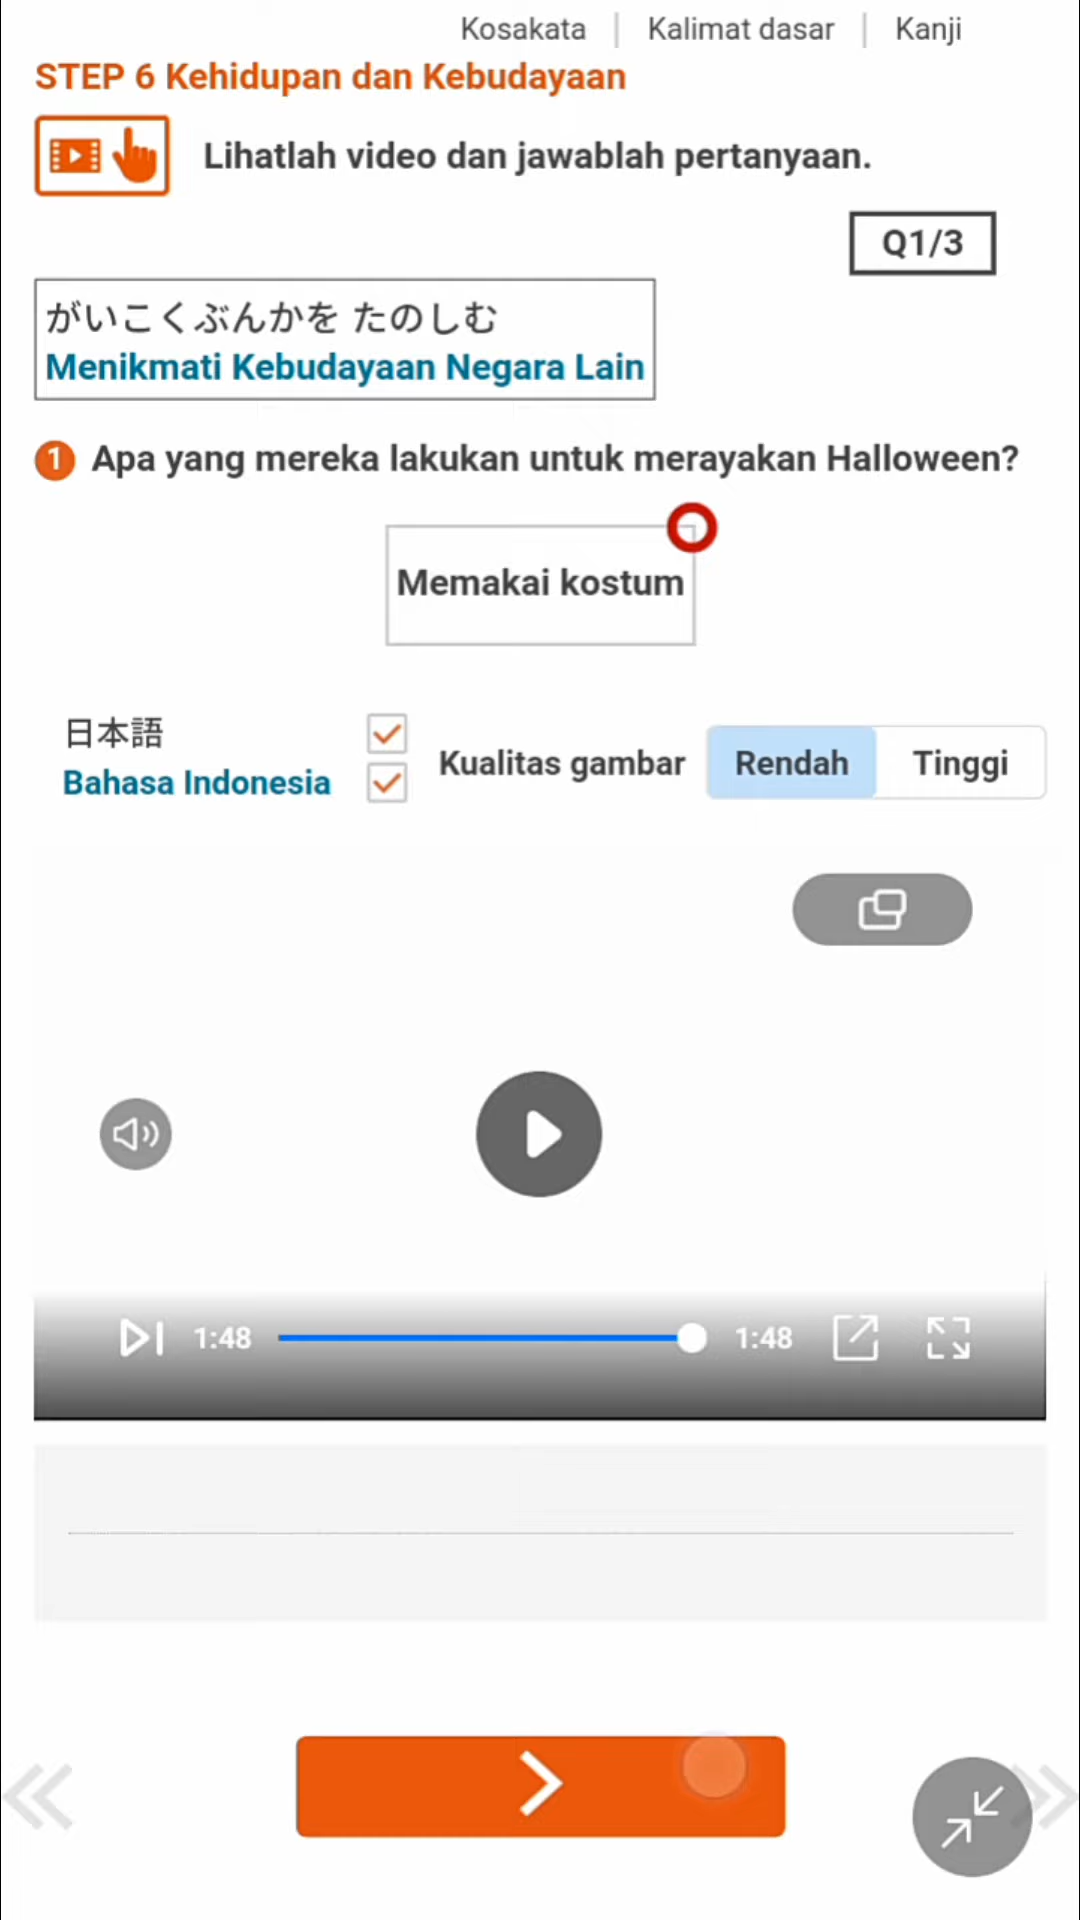 Kosakata | Kalimat dasar | Kanji
STEP 6 Kehidupan dan Kebudayaan
Lihatlah video dan jawablah pertanyaan.
Q1/3
がいこくぶんかを たのしむ
Menikmati Kebudayaan Negara Lain
1 Apa yang mereka lakukan untuk merayakan Halloween?
Memakai kostum
日本語
Bahasa Indonesia
Kualitas gambar Rendah Tinggi
1:48 1:48